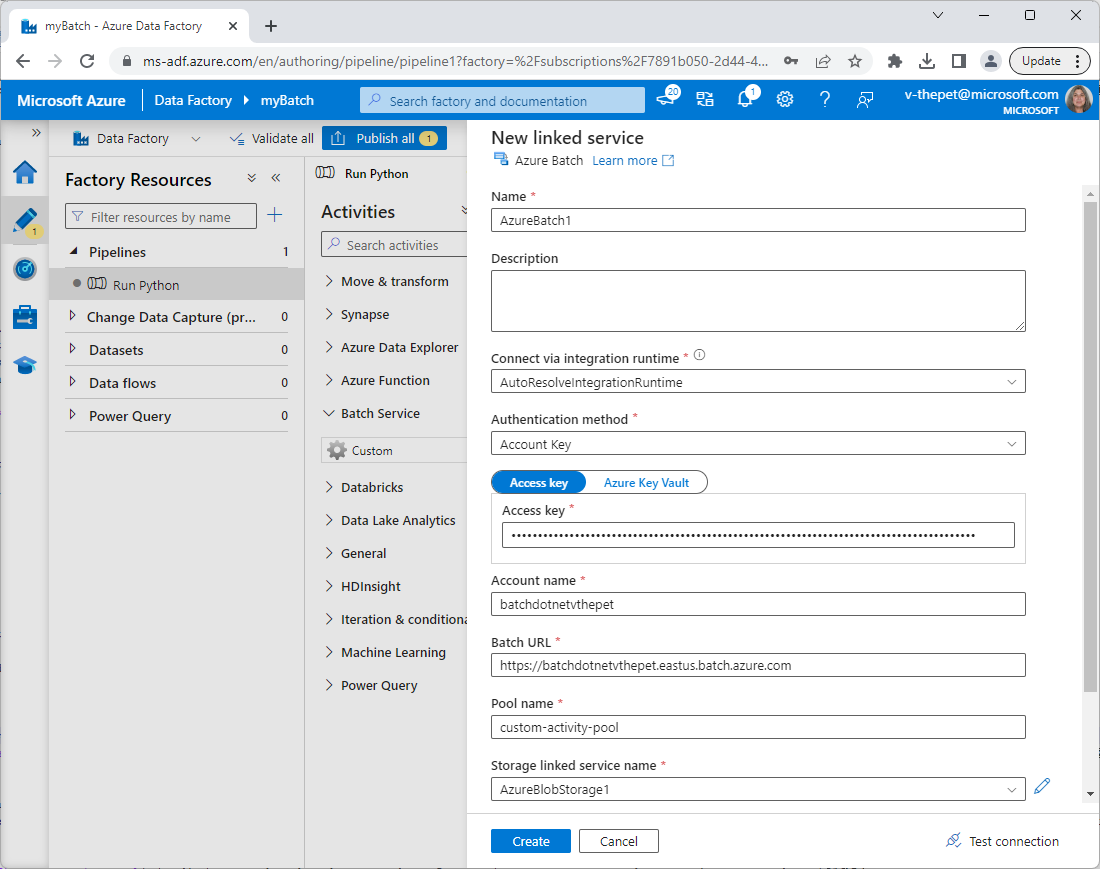 myBatch - Azure Data Factory
ms-adf.azure.com/en/authoring/pipeline/pipeline1?factory=%2Fsubscriptions%2F7891b050-2d44-4...
Update
Microsoft Azure
Data Factory
myBatch
Search factory and documentation
20
1
v-thepet@microsoft.com
MICROSOFT
Data Factory
Validate all
Publish all
1
1
Factory Resources
Filter resources by name
Pipelines
1
Run Python
Change Data Capture (pr...
0
Datasets
0
Data flows
0
Power Query
0
Run Python
Activities
Search activities
Move & transform
Synapse
Azure Data Explorer
Azure Function
Batch Service
Custom
Databricks
Data Lake Analytics
General
HDInsight
Iteration & conditiona
Machine Learning
Power Query
New linked service
Azure Batch
Learn more
Name *
AzureBatch1
Description
Connect via integration runtime *
AutoResolveIntegrationRuntime
Authentication method *
Account Key
Access key
Azure Key Vault
Access key *
Account name *
batchdotnetvthepet
Batch URL *
https://batchdotnetvthepet.eastus.batch.azure.com
Pool name *
custom-activity-pool
Storage linked service name *
AzureBlobStorage1
Create
Cancel
Test connection